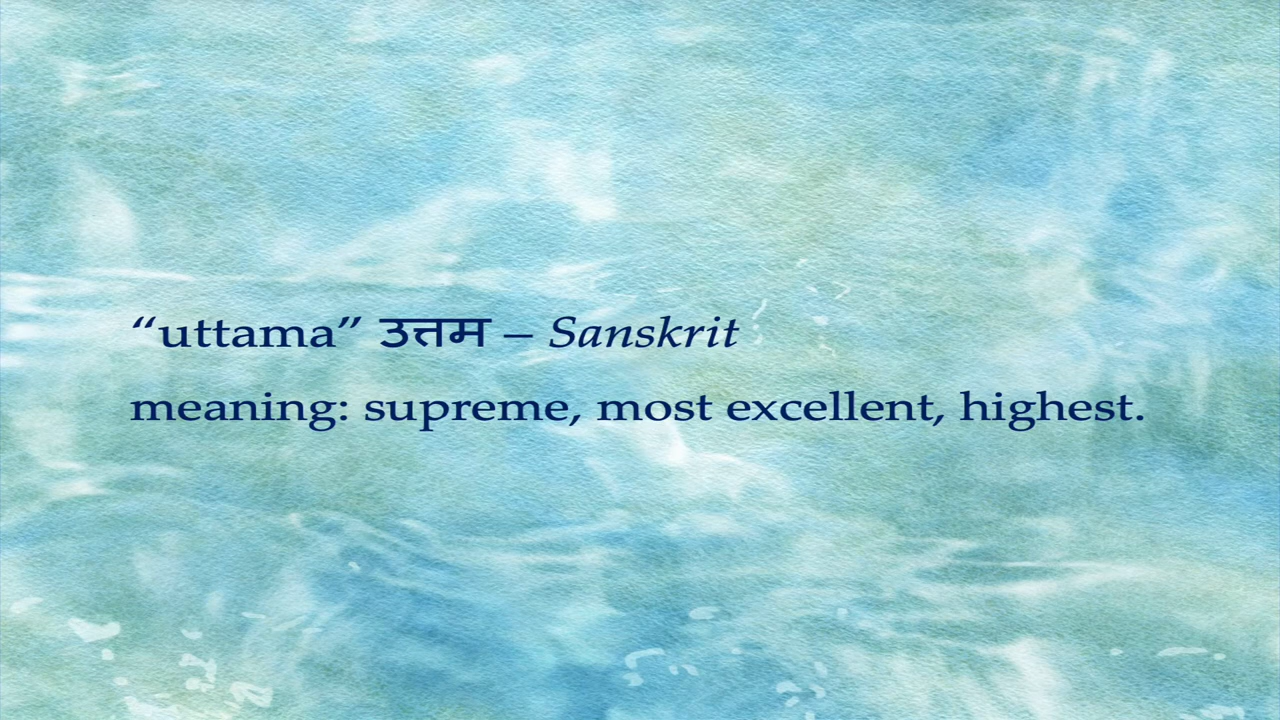 “uttama” उत्तम – Sanskrit
meaning: supreme, most excellent, highest.